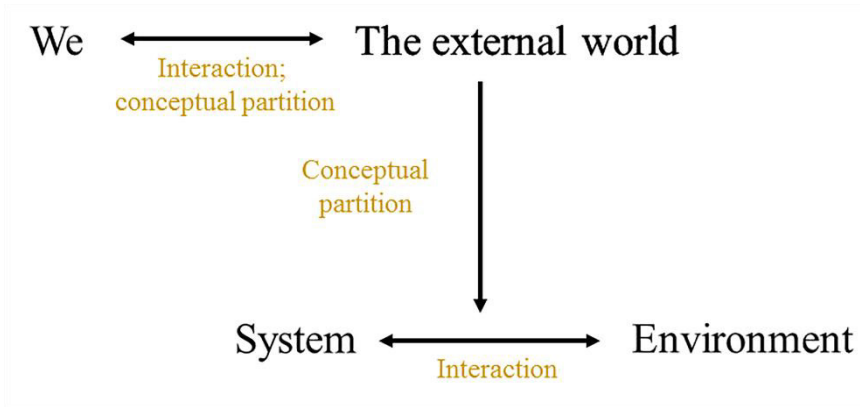 We
The external world
Interaction;
conceptual partition
Conceptual
partition
System
Environment
Interaction